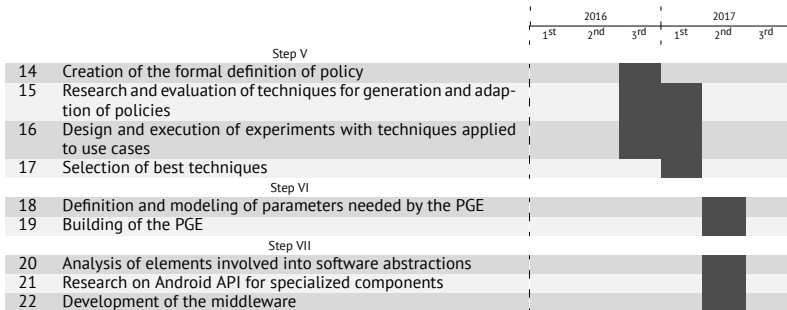 2016 2017
1st 2nd 3rd 1st 2nd 3rd
Step V
14 Creation of the formal definition of policy
15 Research and evaluation of techniques for generation and adap-
tion of policies
16 Design and execution of experiments with techniques applied
to use cases
17 Selection of best techniques
Step VI
18 Definition and modeling of parameters needed by the PGE
19 Building of the PGE
Step VII
20 Analysis of elements involved into software abstractions
21 Research on Android API for specialized components
22 Development of the middleware